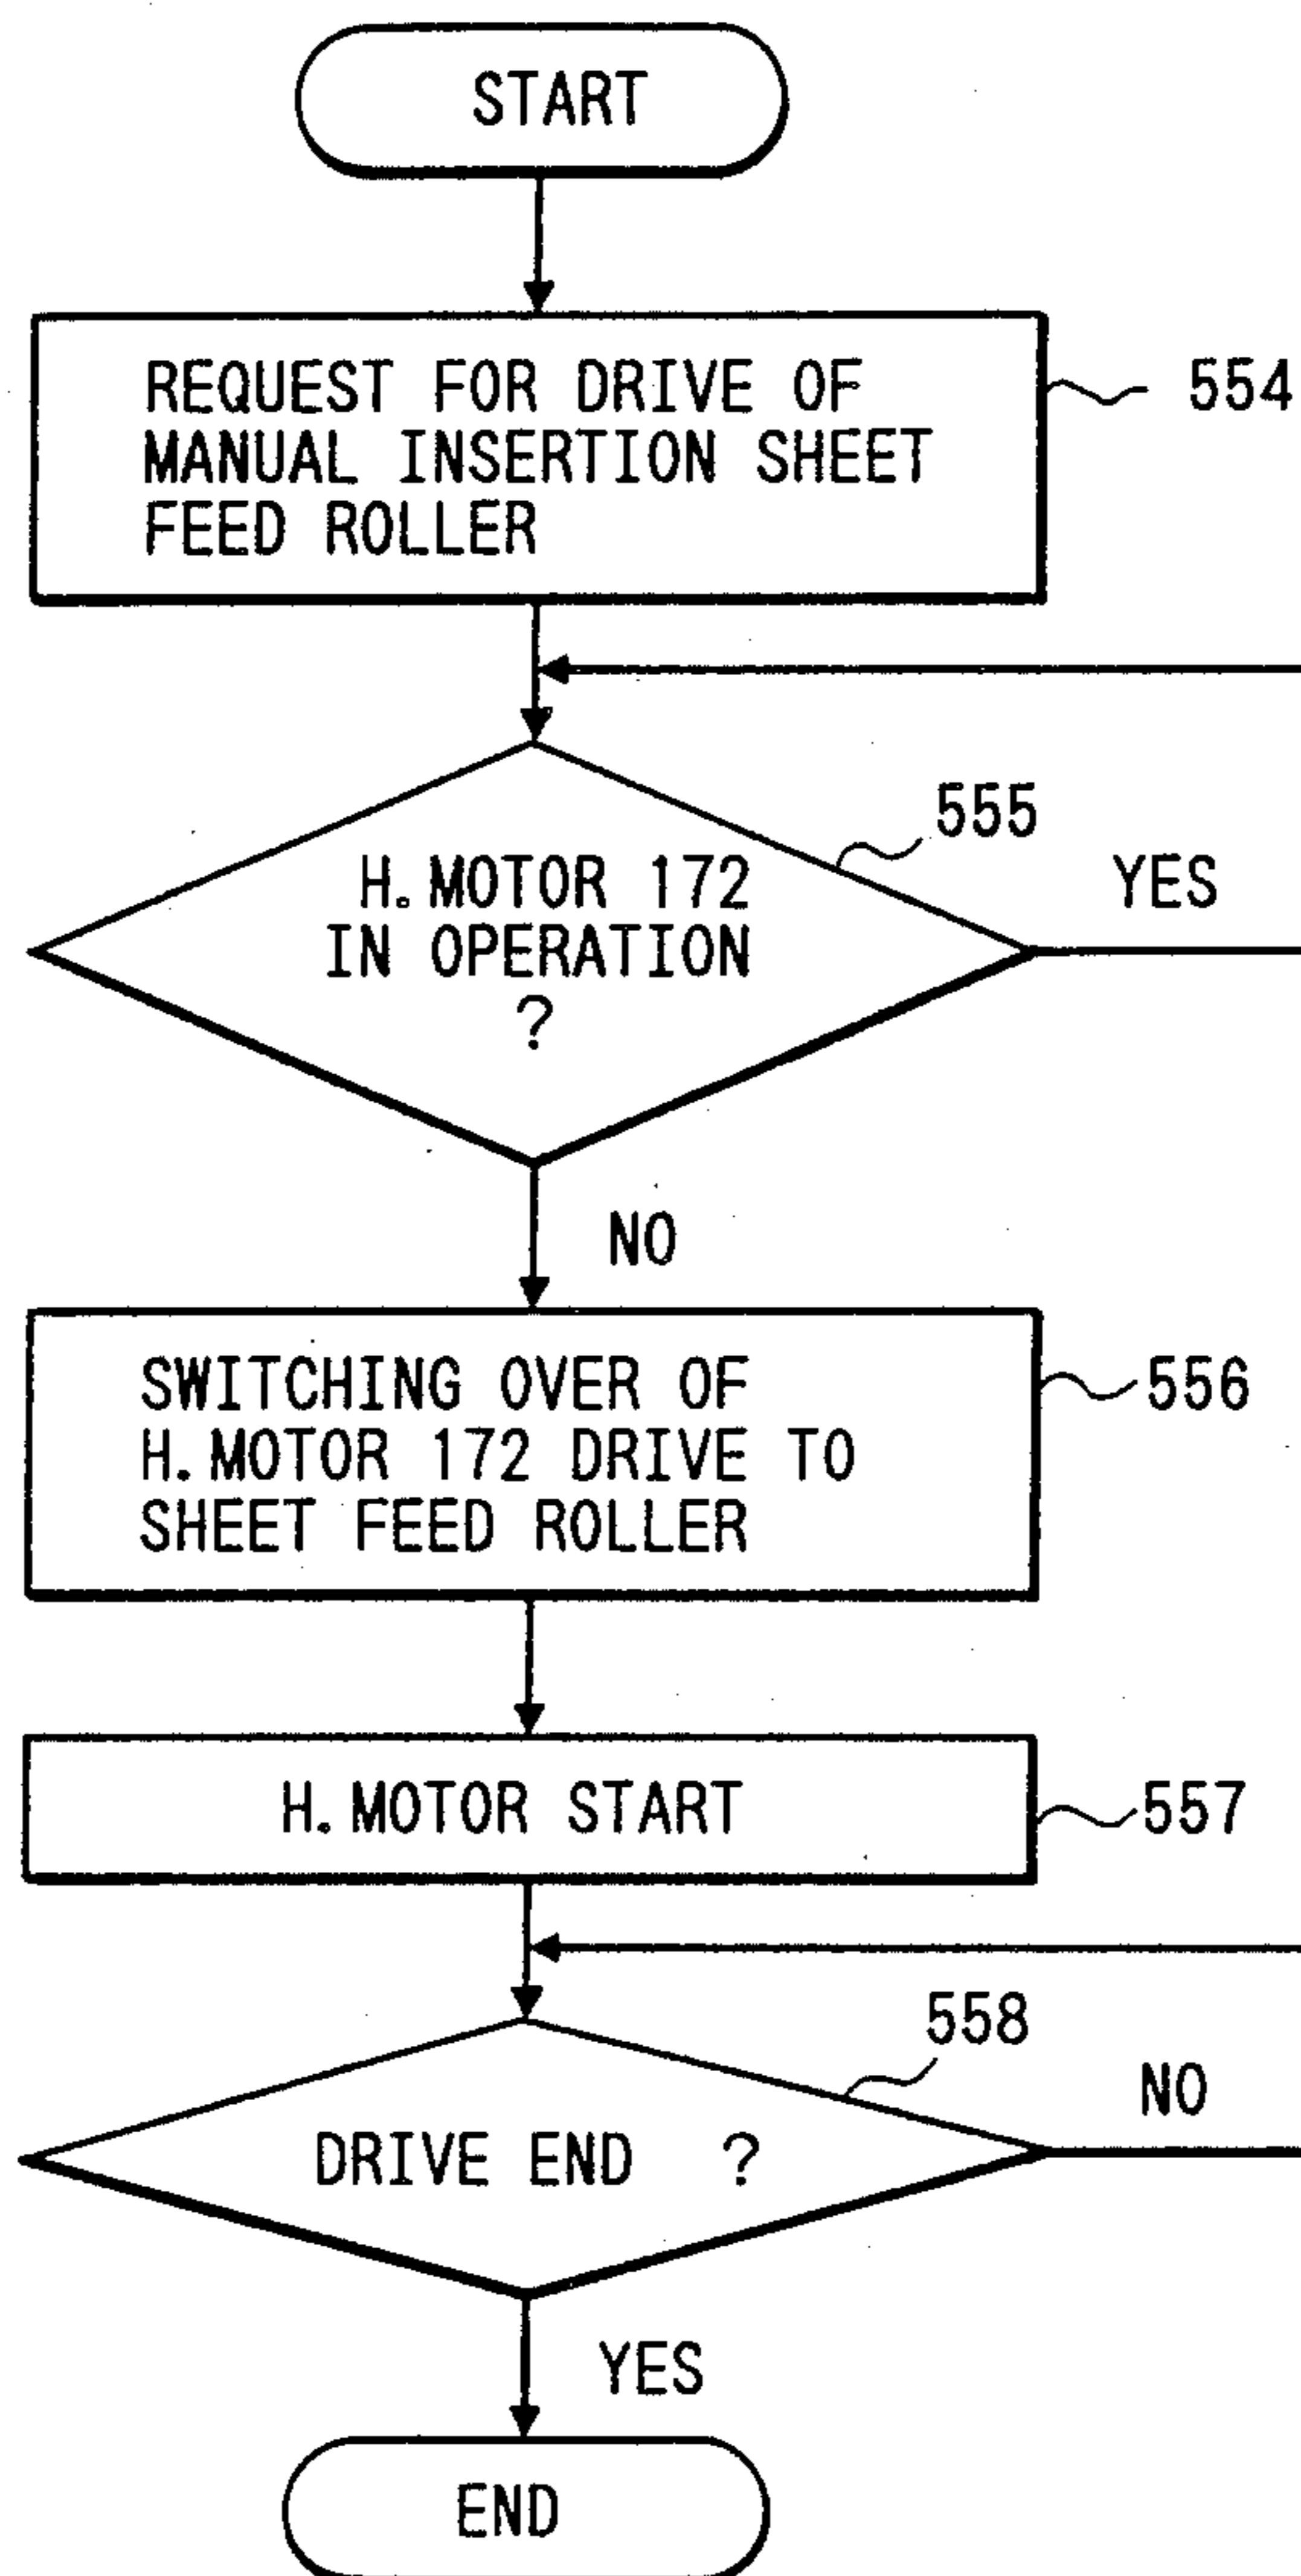 START
REQUEST FOR DRIVE OF
MANUAL INSERTION SHEET
FEED ROLLER
554
555
H.MOTOR 172
IN OPERATION
?
YES
NO
SWITCHING OVER OF
H.MOTOR 172 DRIVE TO
SHEET FEED ROLLER
556
H.MOTOR START
557
558
DRIVE END ?
NO
YES
END